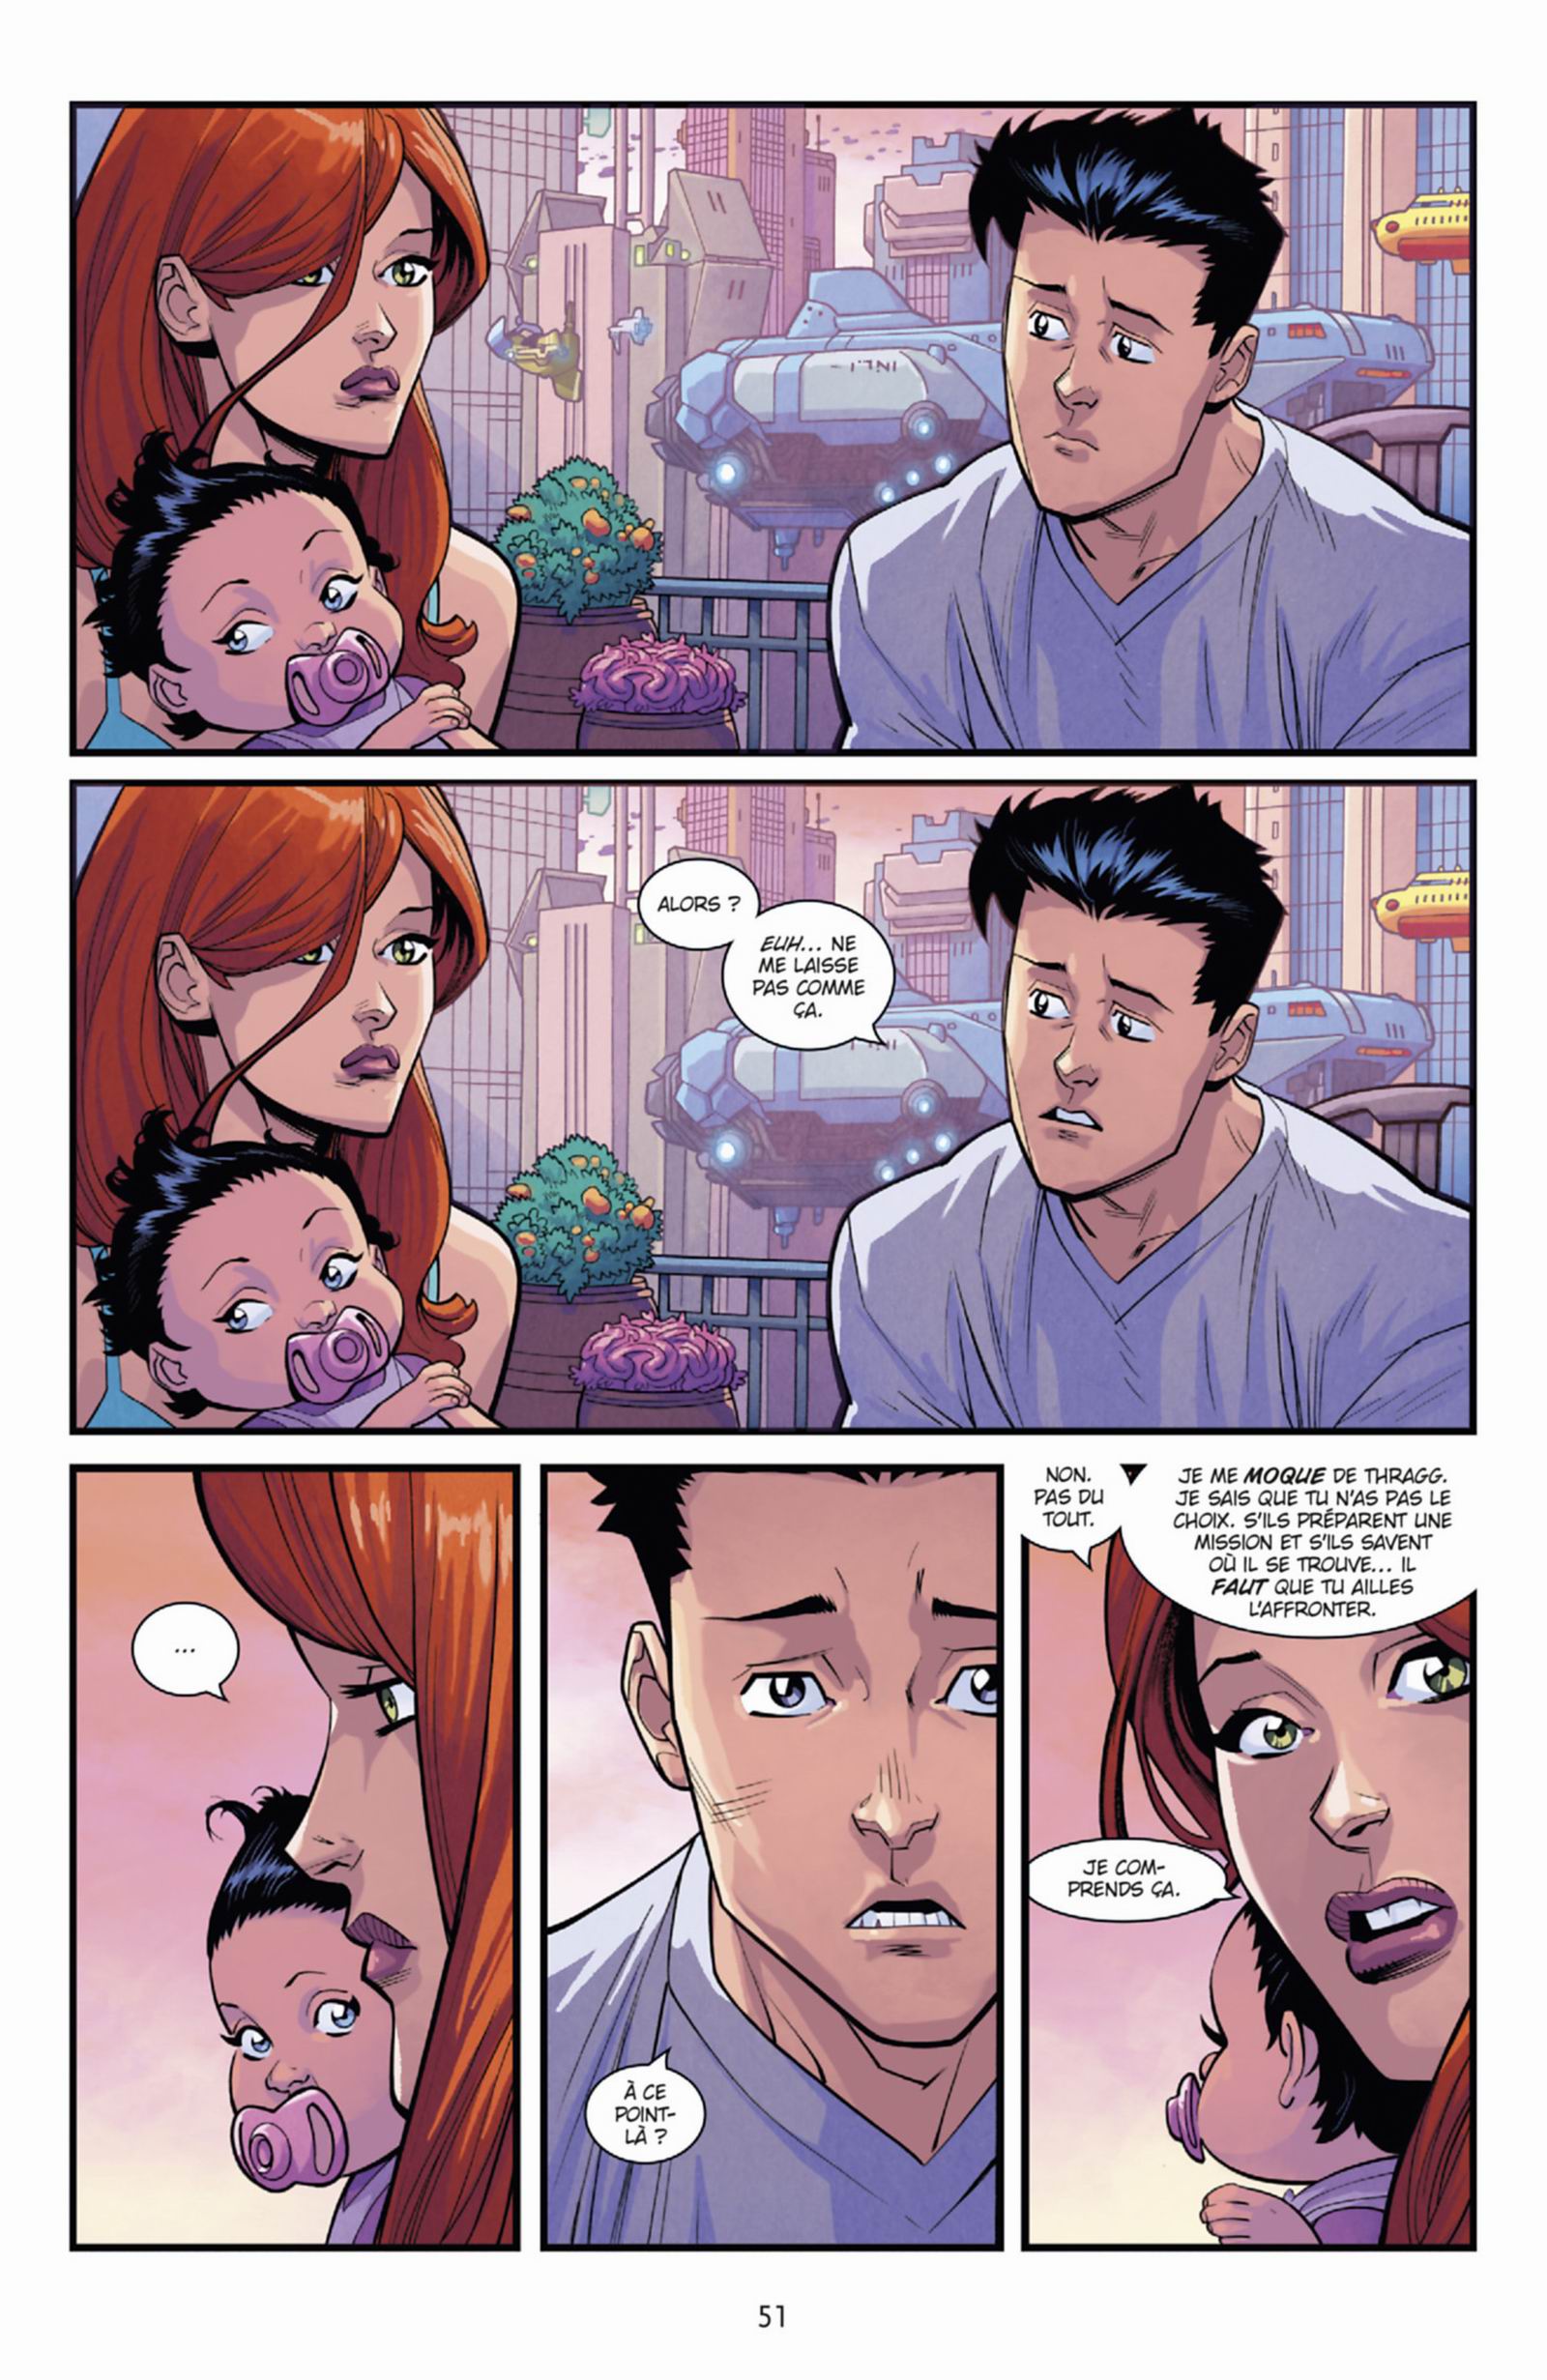 ALORS ?
EUH... NE
ME LAISSE
PAS COMME
ÇA.
...
À CE
POINT-
LÀ ?
NON.
PAS DU
TOUT.
JE ME MOQUE DE THRAGG.
JE SAIS QUE TU N'AS PAS LE
CHOIX. S'ILS PRÉPARENT UNE
MISSION ET S'ILS SAVENT
OÙ IL SE TROUVE... IL
FAUT QUE TU AILLES
L'AFFRONTER.
JE COM-
PRENDS ÇA.
51